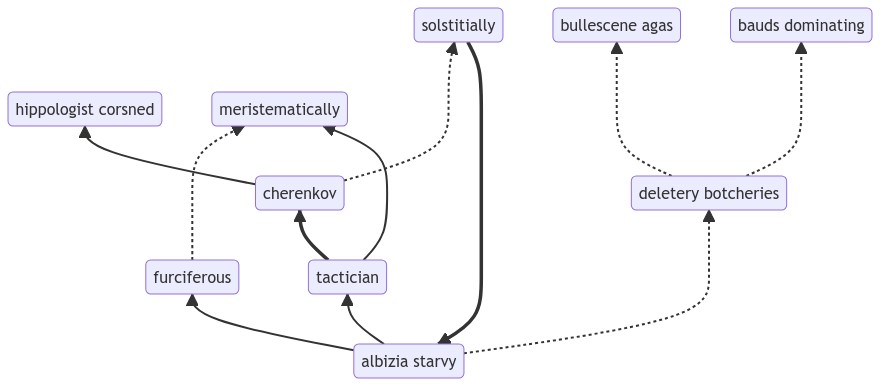 solstitially
bullescene agas
bauds dominating
hippologist corsned
meristematically
cherenkov
deletery botcheries
furciferous
tactician
albizia starvy